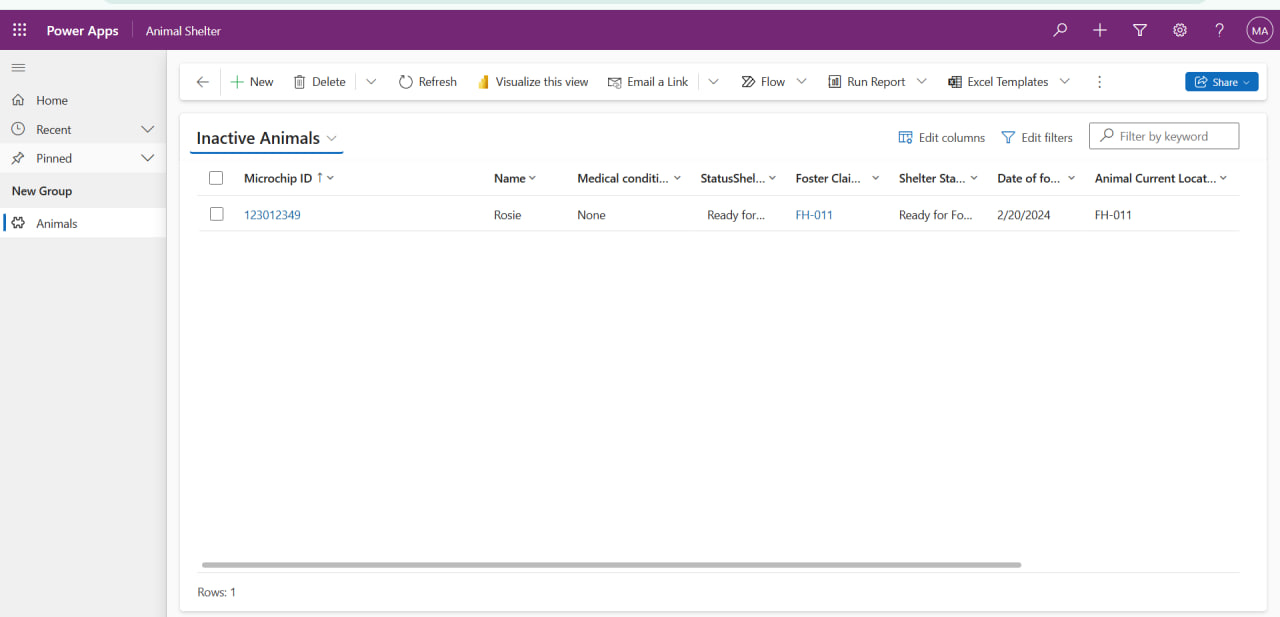 Power Apps Animal Shelter ? MA
New Delete Refresh Visualize this view Email a Link Flow Run Report Excel Templates Share
Home
Recent
Pinned
New Group
Animals
Inactive Animals Edit columns Edit filters Filter by keyword
Microchip ID ↑ Name Medical conditi... StatusShel... Foster Clai... Shelter Sta... Date of fo... Animal Current Locat...
123012349 Rosie None Ready for... FH-011 Ready for Fo... 2/20/2024 FH-011
Rows: 1